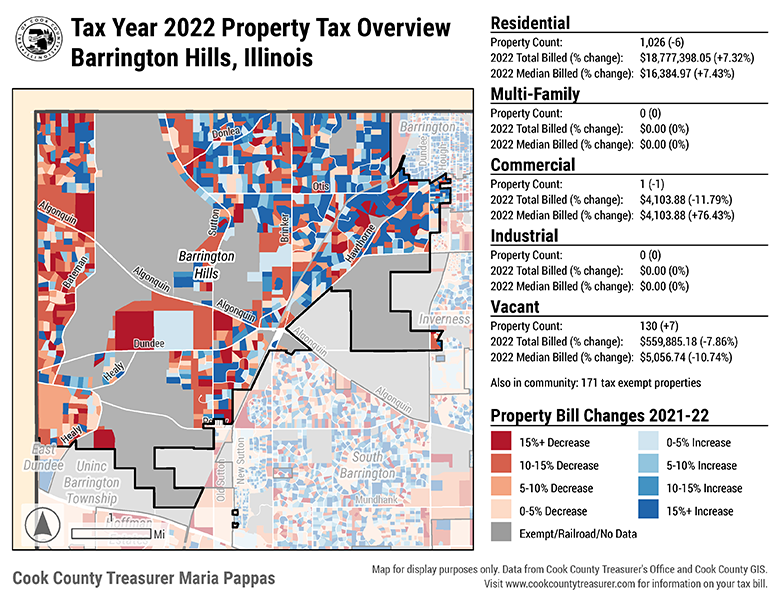 Tax Year 2022 Property Tax Overview
Barrington Hills, Illinois
Residential
Property Count: 1,026 (-6)
2022 Total Billed (% change): $18,777,398.05 (+7.32%)
2022 Median Billed (% change): $16,384.97 (+7.43%)
Multi-Family
Property Count: 0 (0)
2022 Total Billed (% change): $0.00 (0%)
2022 Median Billed (% change): $0.00 (0%)
Commercial
Property Count: 1 (-1)
2022 Total Billed (% change): $4,103.88 (-11.79%)
2022 Median Billed (% change): $4,103.88 (+76.43%)
Industrial
Property Count: 0 (0)
2022 Total Billed (% change): $0.00 (0%)
2022 Median Billed (% change): $0.00 (0%)
Vacant
Property Count: 130 (+7)
2022 Total Billed (% change): $559,885.18 (-7.86%)
2022 Median Billed (% change): $5,056.74 (-10.74%)
Also in community: 171 tax exempt properties
Property Bill Changes 2021-22
15%+ Decrease
10-15% Decrease
5-10% Decrease
0-5% Decrease
0-5% Increase
5-10% Increase
10-15% Increase
15%+ Increase
Exempt/Railroad/No Data
Donlea
Barrington
Dundee
Otis
Algonquin
Sutton
Brinker
Hawthorne
Barrington
Hills
Bateman
Algonquin
Algonquin
Inverness
Dundee
Algonquin
Healy
Algonquin
Healy
East
Dundee
Uninc
Barrington
Township
Old Sutton
New Sutton
South
Barrington
Mundhank
Hoffman
Estates
Mi
Cook County Treasurer Maria Pappas
Map for display purposes only. Data from Cook County Treasurer's Office and Cook County GIS.
Visit www.cookcountytreasurer.com for information on your tax bill.